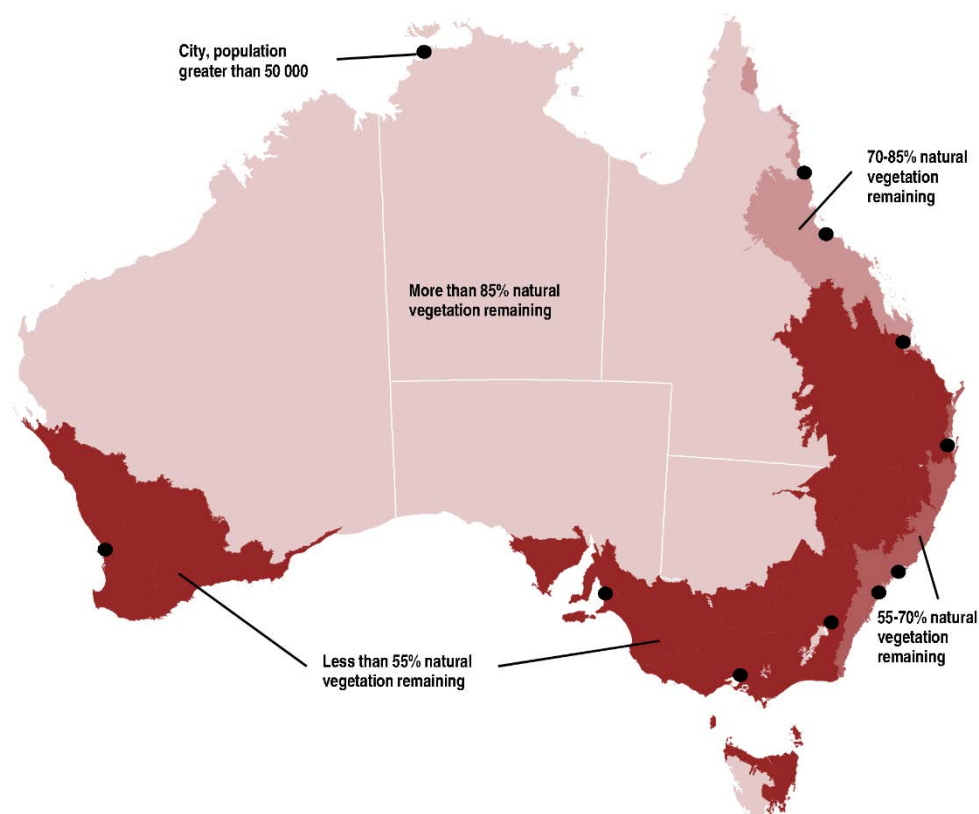 City, population
greater than 50 000
70-85% natural
vegetation
remaining
More than 85% natural
vegetation remaining
55-70% natural
vegetation
remaining
Less than 55% natural
vegetation remaining